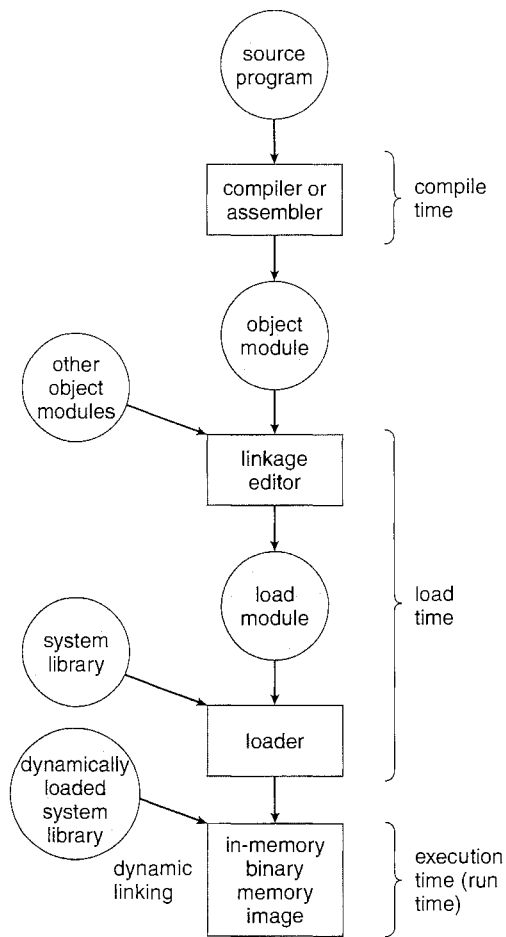 source
program
compiler or
assembler
compile
time
object
module
other
object
modules
linkage
editor
load
module
load
time
system
library
loader
dynamically
loaded
system
library
dynamic
linking
in-memory
binary
memory
image
execution
time (run
time)